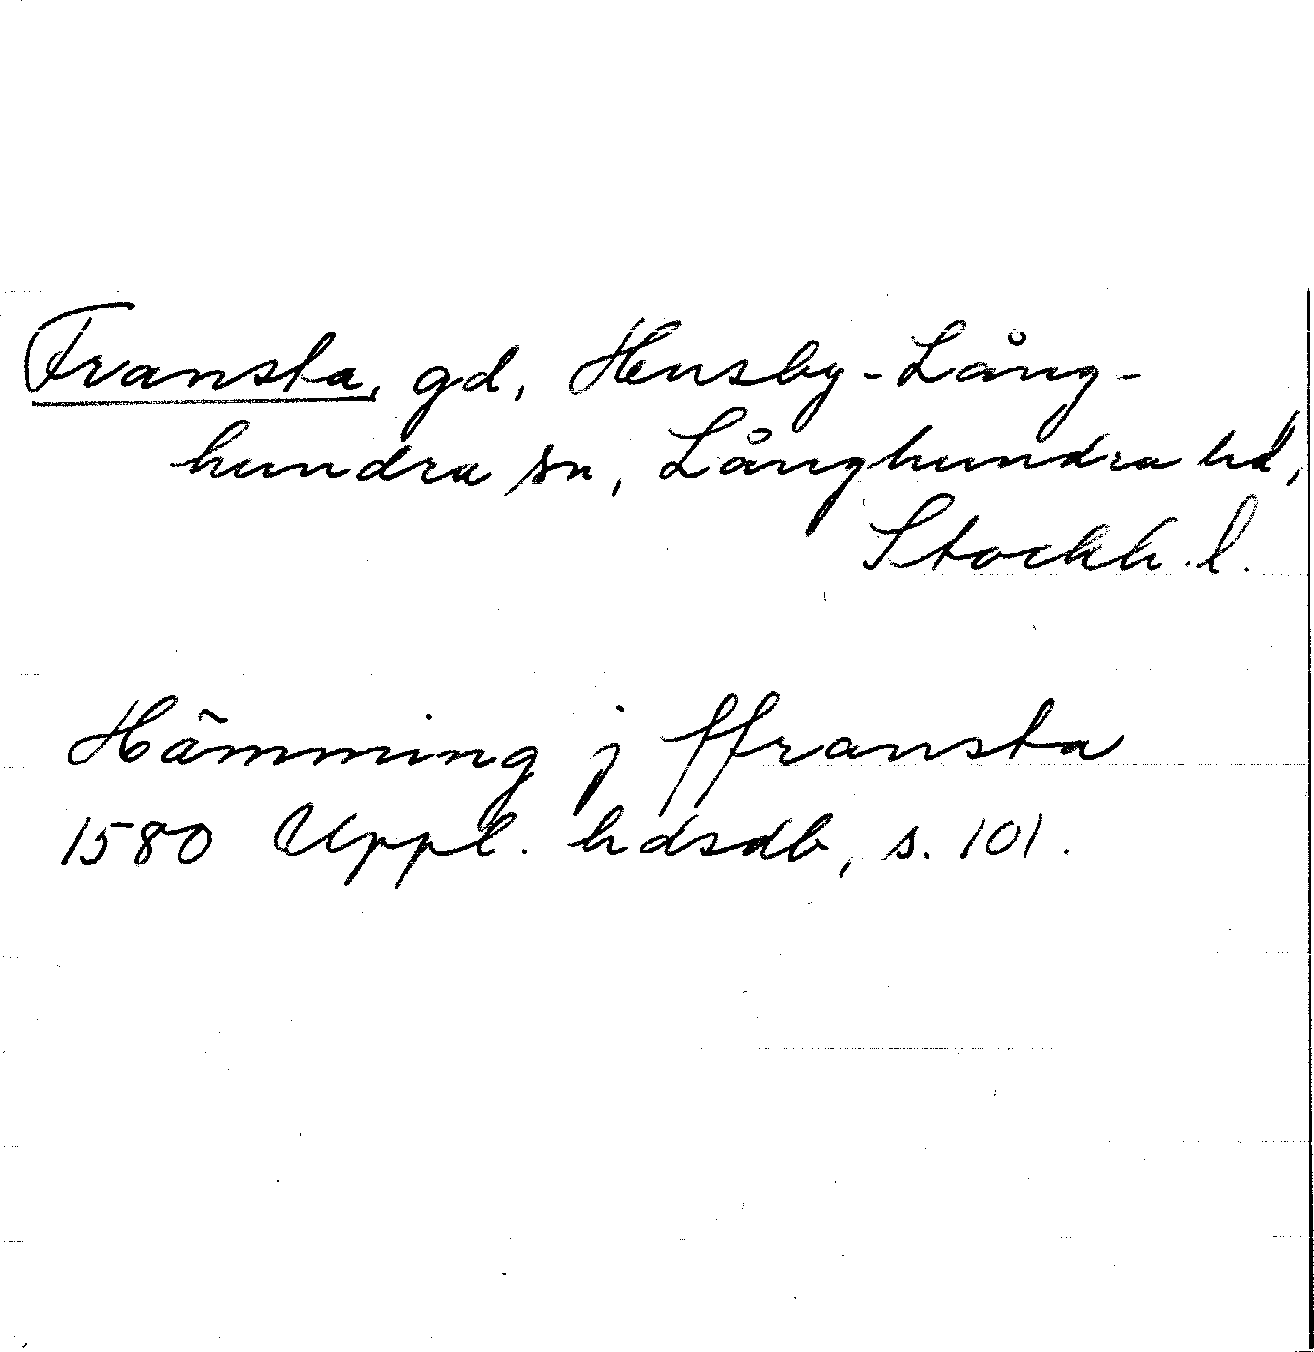 Fransta, gd, Husby-Lång-
hundra sn, Långhundra hd,
Stockh. l.
Hämming j ffransta
1580 Uppl. hdsdb, s. 101.